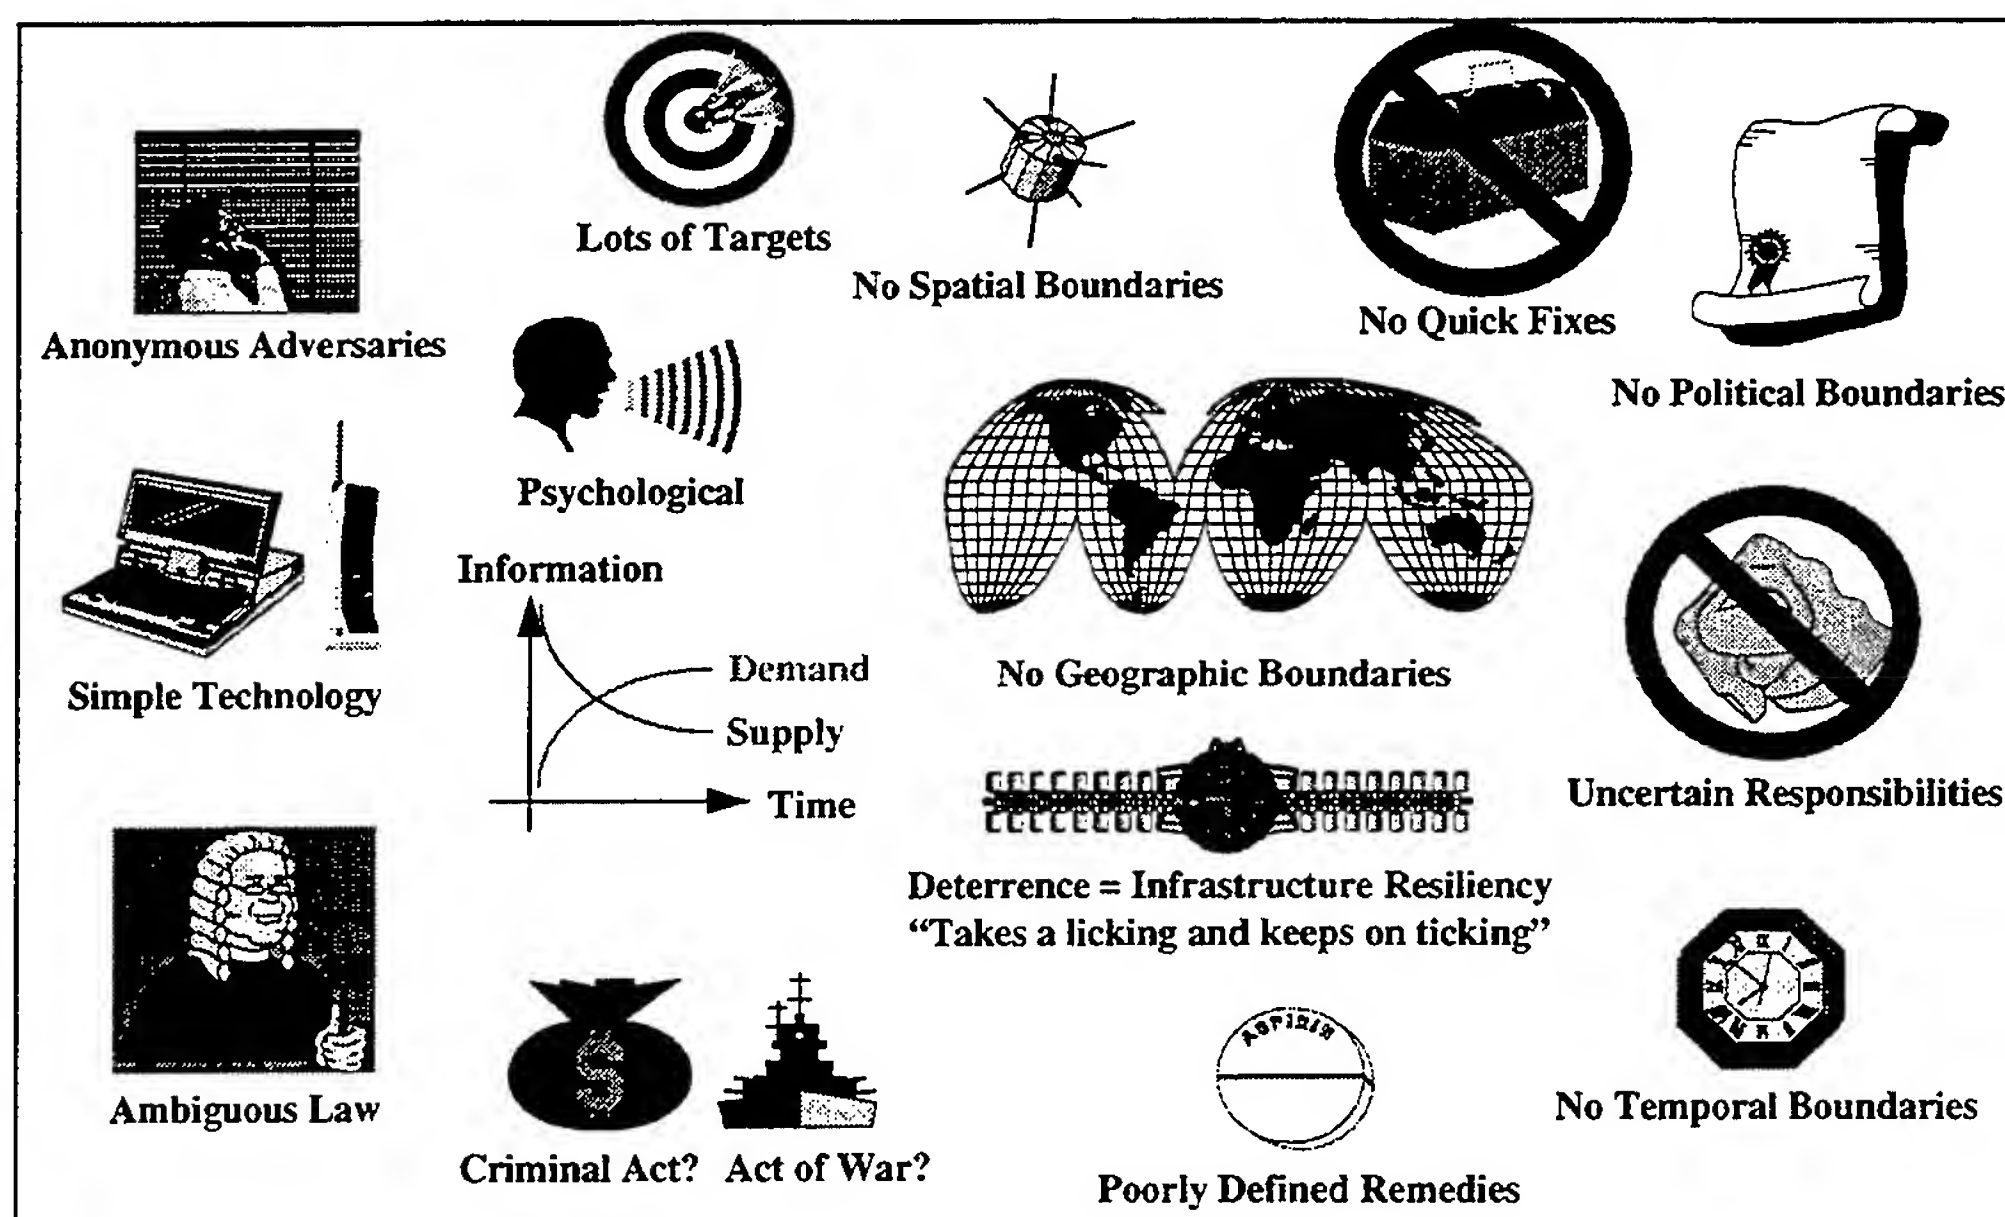 Lots of Targets
No Spatial Boundaries
No Quick Fixes
No Political Boundaries
Anonymous Adversaries
Psychological
Simple Technology
Information
Demand
Supply
Time
No Geographic Boundaries
Uncertain Responsibilities
Deterrence = Infrastructure Resiliency
“Takes a licking and keeps on ticking”
Ambiguous Law
$
Criminal Act? Act of War?
ASPIRIN
Poorly Defined Remedies
No Temporal Boundaries